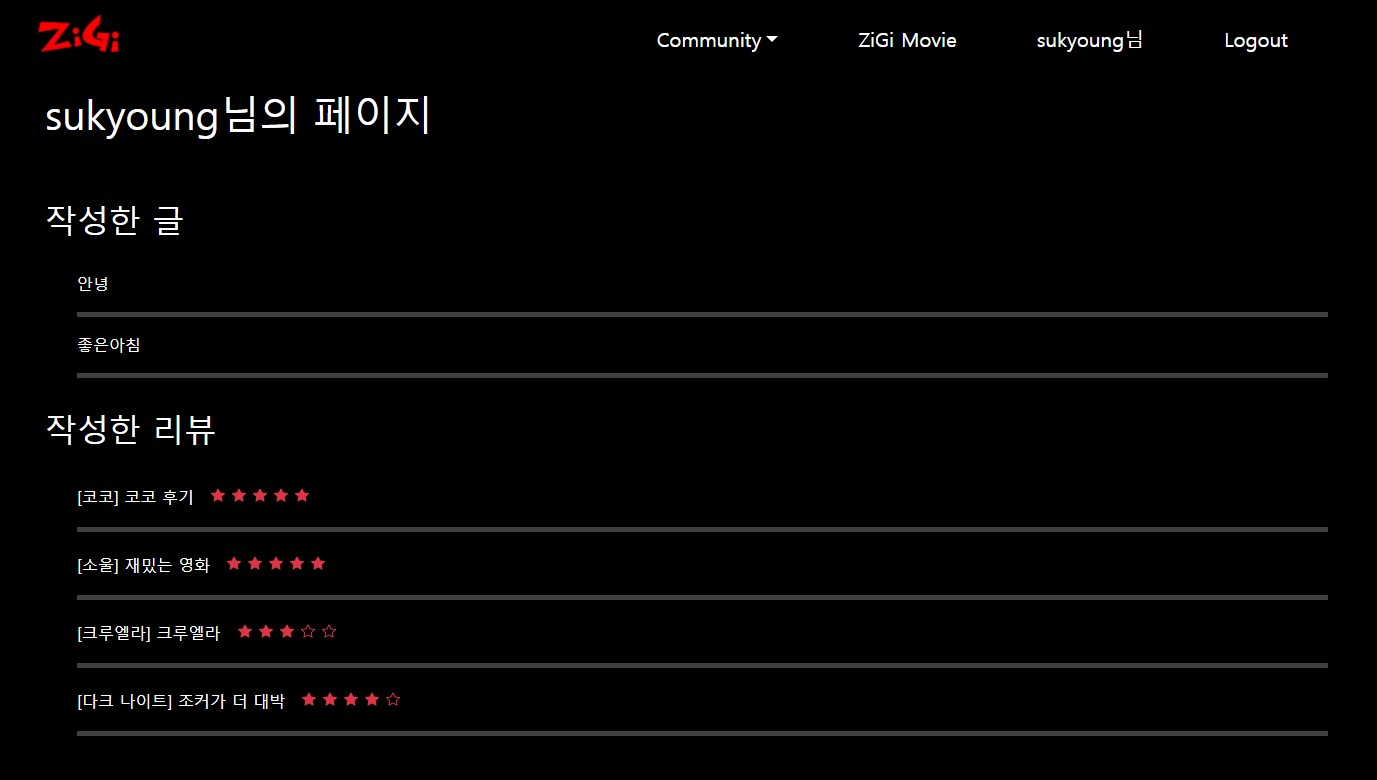 ZiGi Community ZiGi Movie sukyoung님 Logout
sukyoung님의 페이지
작성한 글
안녕
좋은아침
작성한 리뷰
[코코] 코코 후기 ★★★★★
[소울] 재밌는 영화 ★★★★★
[크루엘라] 크루엘라 ★★★☆☆
[다크 나이트] 조커가 더 대박 ★★★★☆